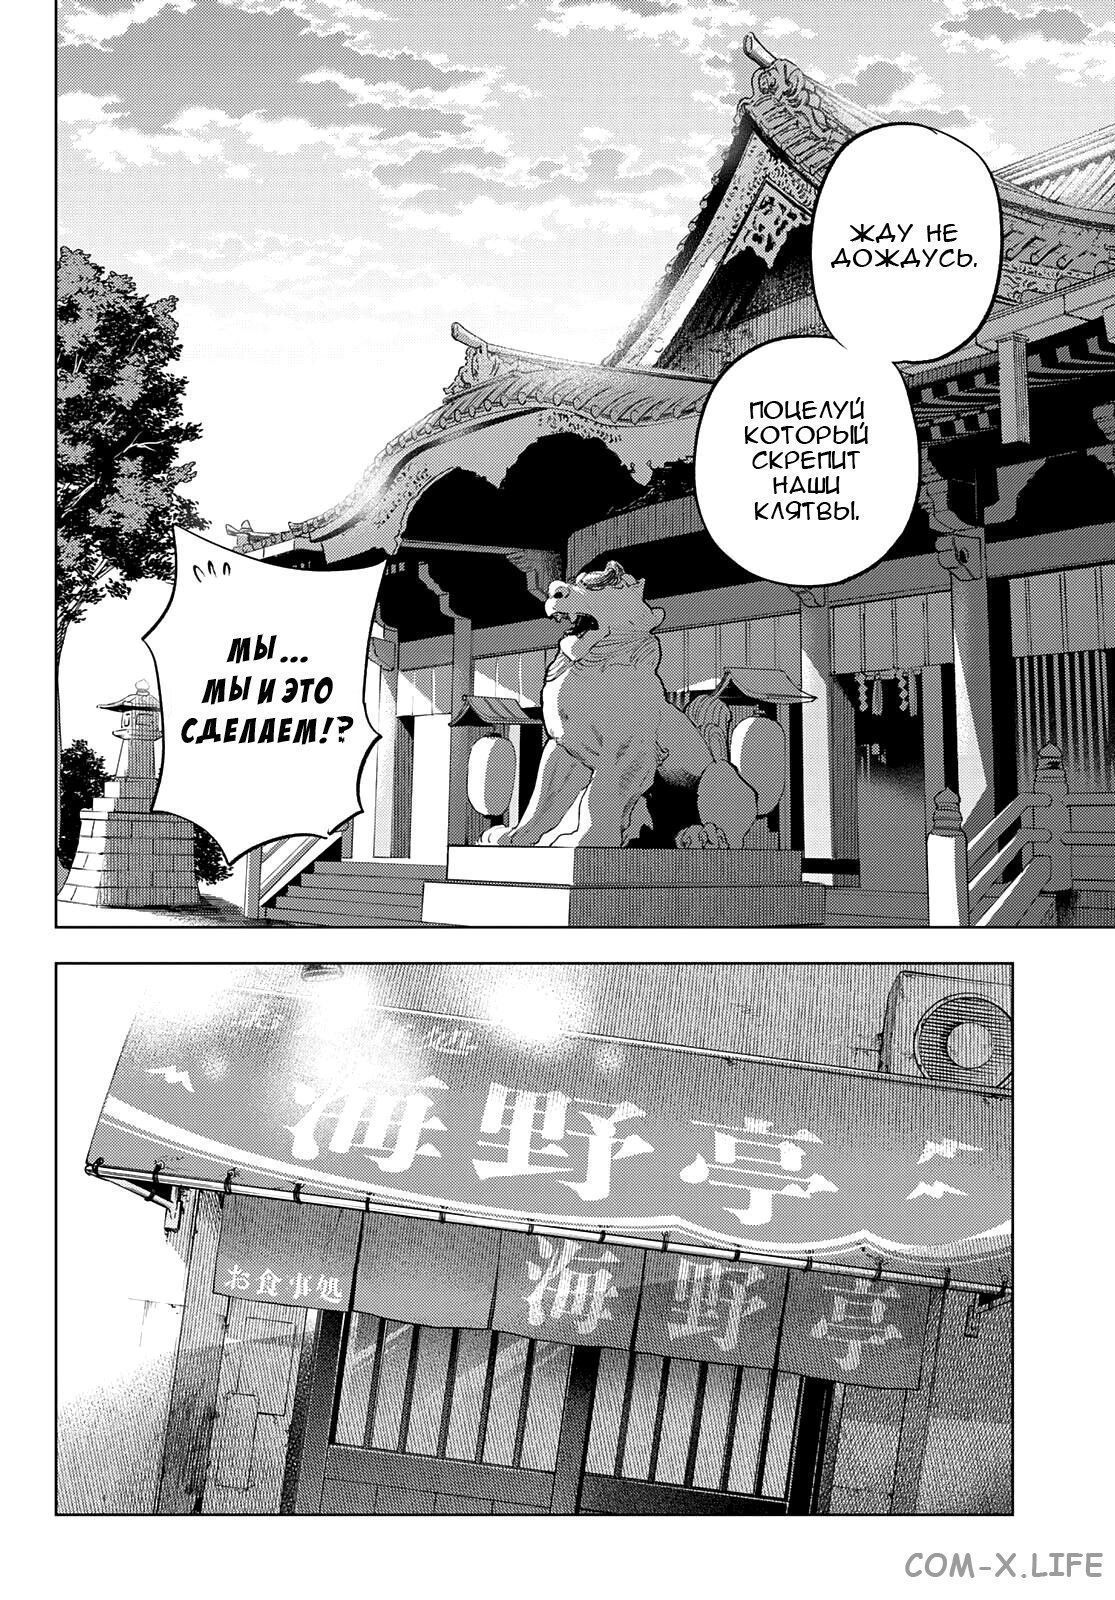 ЖДУ НЕ
ДОЖДУСЬ.
ПОЦЕЛУЙ
КОТОРЫЙ
СКРЕПИТ
НАШИ
КЛЯТВЫ.
МЫ...
МЫ И ЭТО
СДЕЛАЕМ!?
海野亭
お食事処
海野亭
COM-X.LIFE